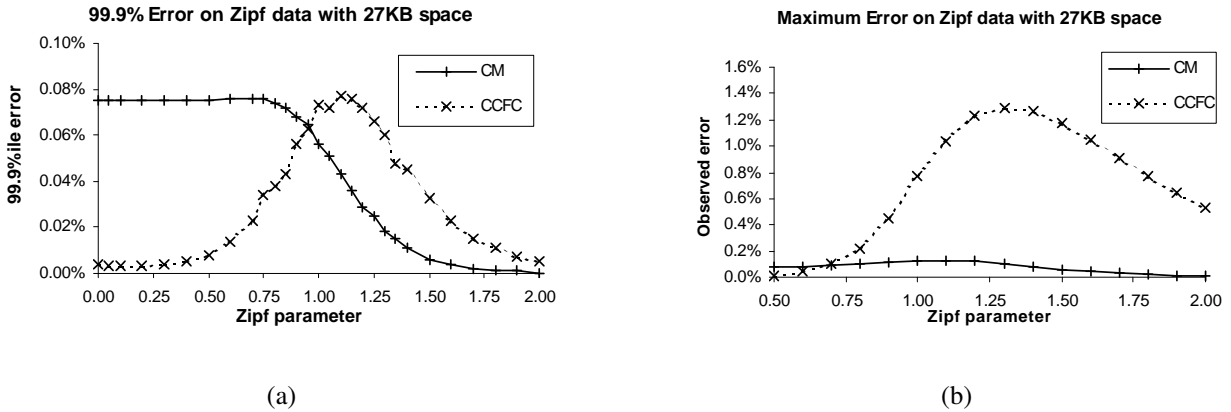 99.9% Error on Zipf data with 27KB space
0.10%
0.08%
0.06%
0.04%
0.02%
0.00%
99.9%ile error
CM
CCFC
0.00 0.25 0.50 0.75 1.00 1.25 1.50 1.75 2.00
Zipf parameter
(a)
Maximum Error on Zipf data with 27KB space
1.6%
1.4%
1.2%
1.0%
0.8%
0.6%
0.4%
0.2%
0.0%
Observed error
CM
CCFC
0.50 0.75 1.00 1.25 1.50 1.75 2.00
Zipf parameter
(b)